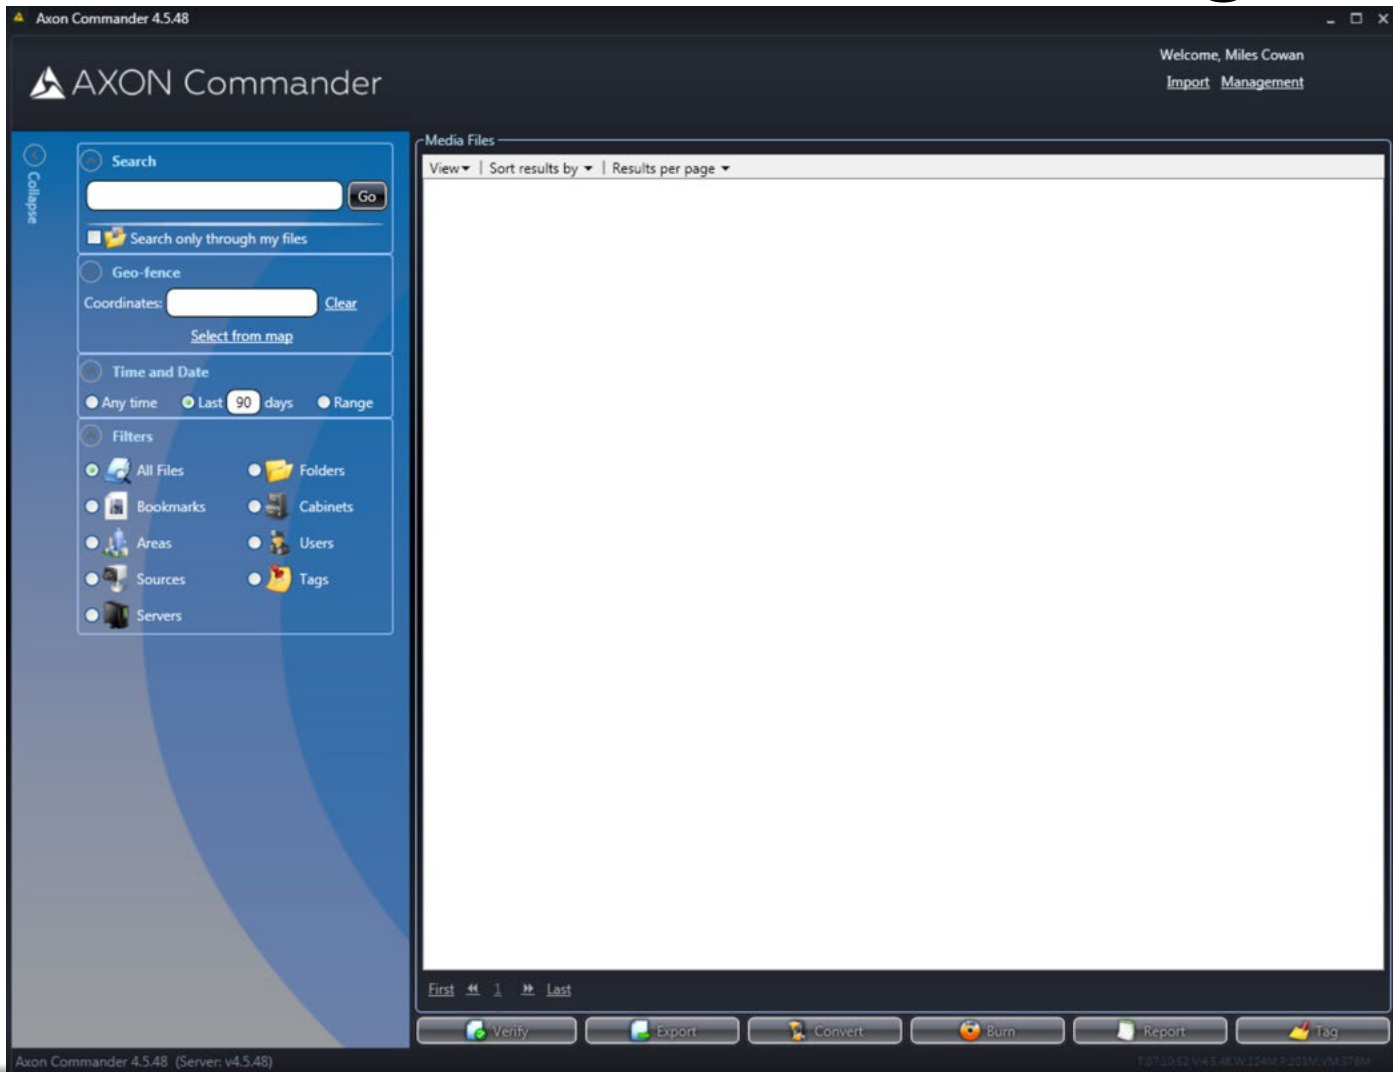 Axon Commander 4.5.48
AXON Commander
Welcome, Miles Cowan
Import Management
Collapse
Search
Go
Search only through my files
Geo-fence
Coordinates: Clear
Select from map
Time and Date
Any time Last 90 days Range
Filters
All Files Folders
Bookmarks Cabinets
Areas Users
Sources Tags
Servers
Media Files
View | Sort results by | Results per page
First 1 Last
Verify Export Convert Burn Report Tag
Axon Commander 4.5.48 (Server: v4.5.48)